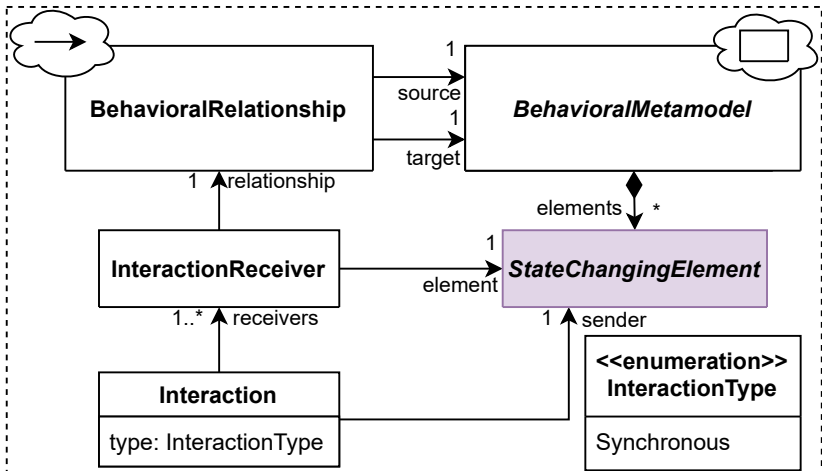 1
source
BehavioralRelationship
BehavioralMetamodel
1
target
1
relationship
elements
*
InteractionReceiver
1
element
StateChangingElement
1..*
receivers
1
sender
Interaction
type: InteractionType
<<enumeration>>
InteractionType
Synchronous